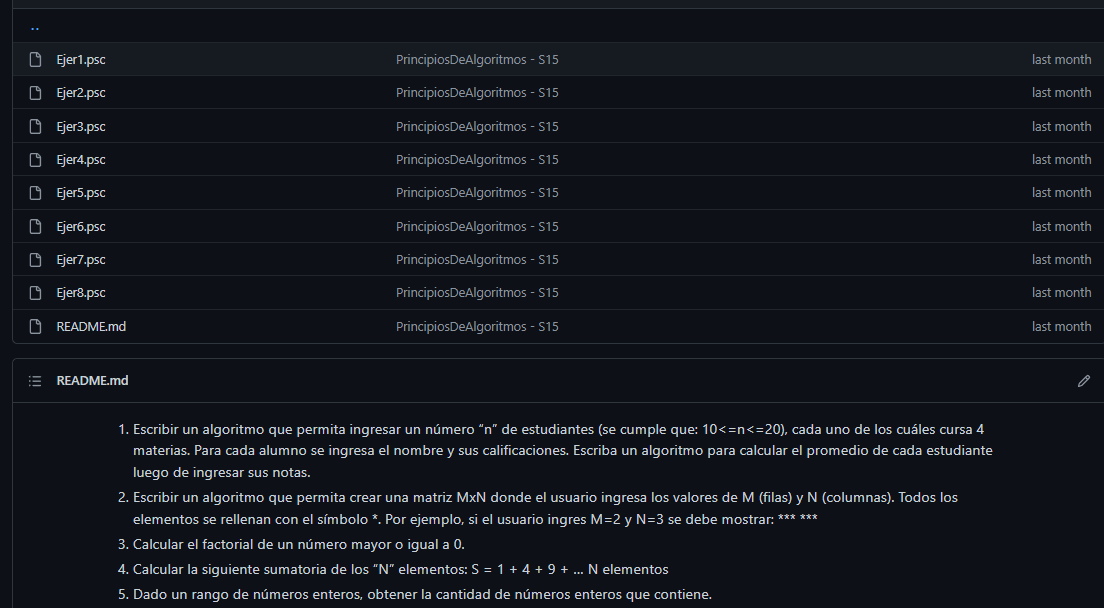 ..
Ejer1.psc PrincipiosDeAlgoritmos - S15 last month
Ejer2.psc PrincipiosDeAlgoritmos - S15 last month
Ejer3.psc PrincipiosDeAlgoritmos - S15 last month
Ejer4.psc PrincipiosDeAlgoritmos - S15 last month
Ejer5.psc PrincipiosDeAlgoritmos - S15 last month
Ejer6.psc PrincipiosDeAlgoritmos - S15 last month
Ejer7.psc PrincipiosDeAlgoritmos - S15 last month
Ejer8.psc PrincipiosDeAlgoritmos - S15 last month
README.md PrincipiosDeAlgoritmos - S15 last month
README.md
1. Escribir un algoritmo que permita ingresar un número “n” de estudiantes (se cumple que: 10<=n<=20), cada uno de los cuáles cursa 4
materias. Para cada alumno se ingresa el nombre y sus calificaciones. Escriba un algoritmo para calcular el promedio de cada estudiante
luego de ingresar sus notas.
2. Escribir un algoritmo que permita crear una matriz MxN donde el usuario ingresa los valores de M (filas) y N (columnas). Todos los
elementos se rellenan con el símbolo *. Por ejemplo, si el usuario ingres M=2 y N=3 se debe mostrar: *** ***
3. Calcular el factorial de un número mayor o igual a 0.
4. Calcular la siguiente sumatoria de los “N” elementos: S = 1 + 4 + 9 + ... N elementos
5. Dado un rango de números enteros, obtener la cantidad de números enteros que contiene.